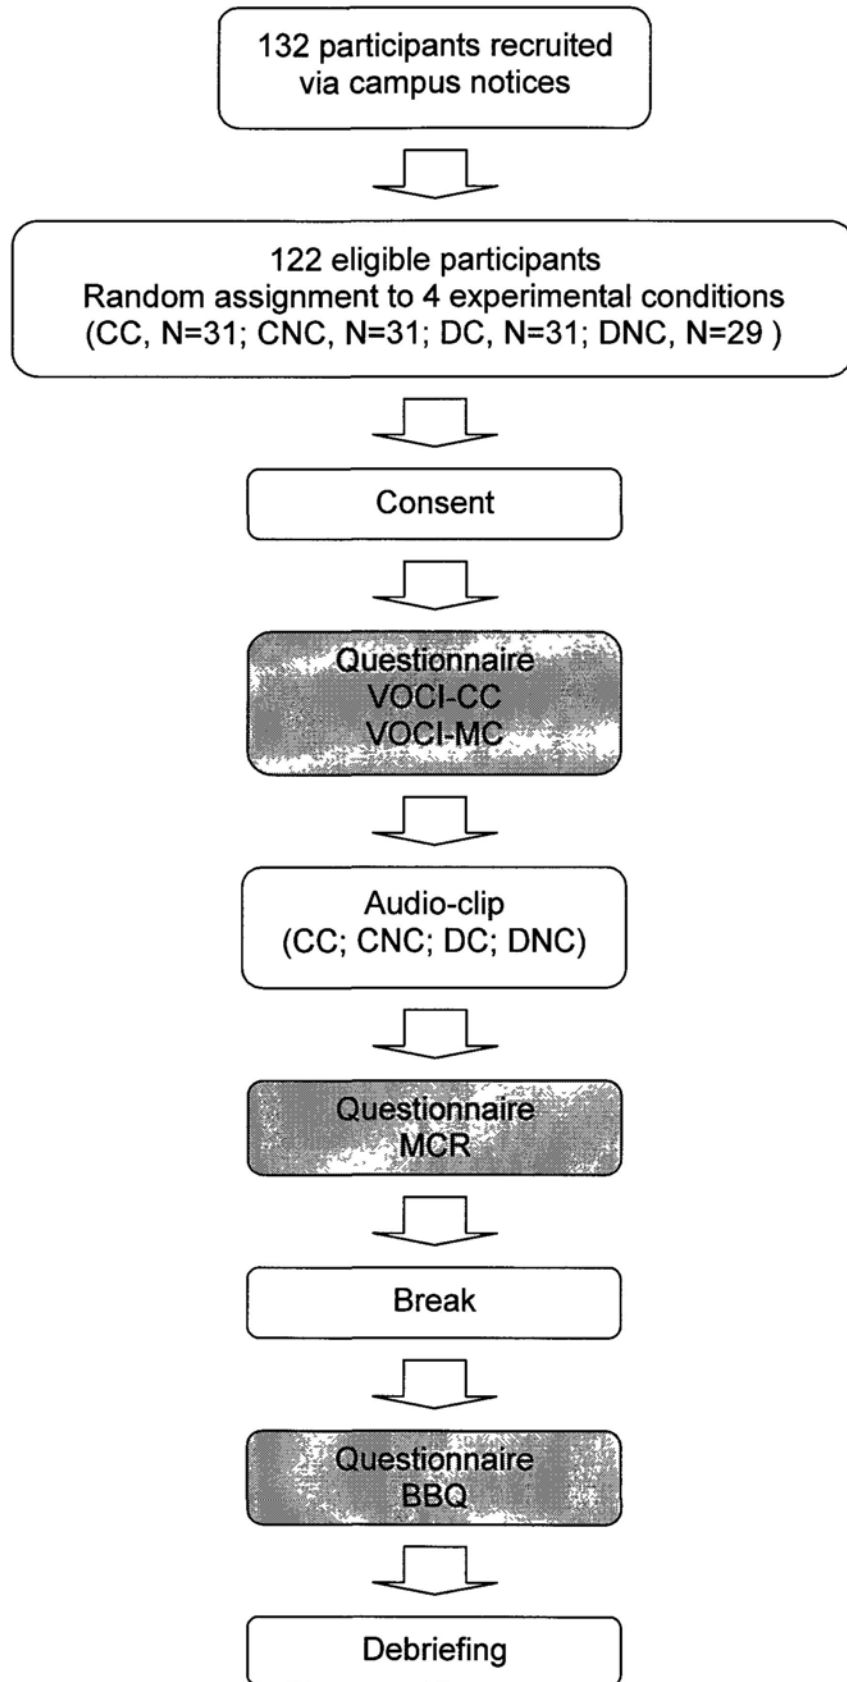 132 participants recruited
via campus notices
122 eligible participants
Random assignment to 4 experimental conditions
(CC, N=31; CNC, N=31; DC, N=31; DNC, N=29 )
Consent
Questionnaire
VOCI-CC
VOCI-MC
Audio-clip
(CC; CNC; DC; DNC)
Questionnaire
MCR
Break
Questionnaire
BBQ
Debriefing